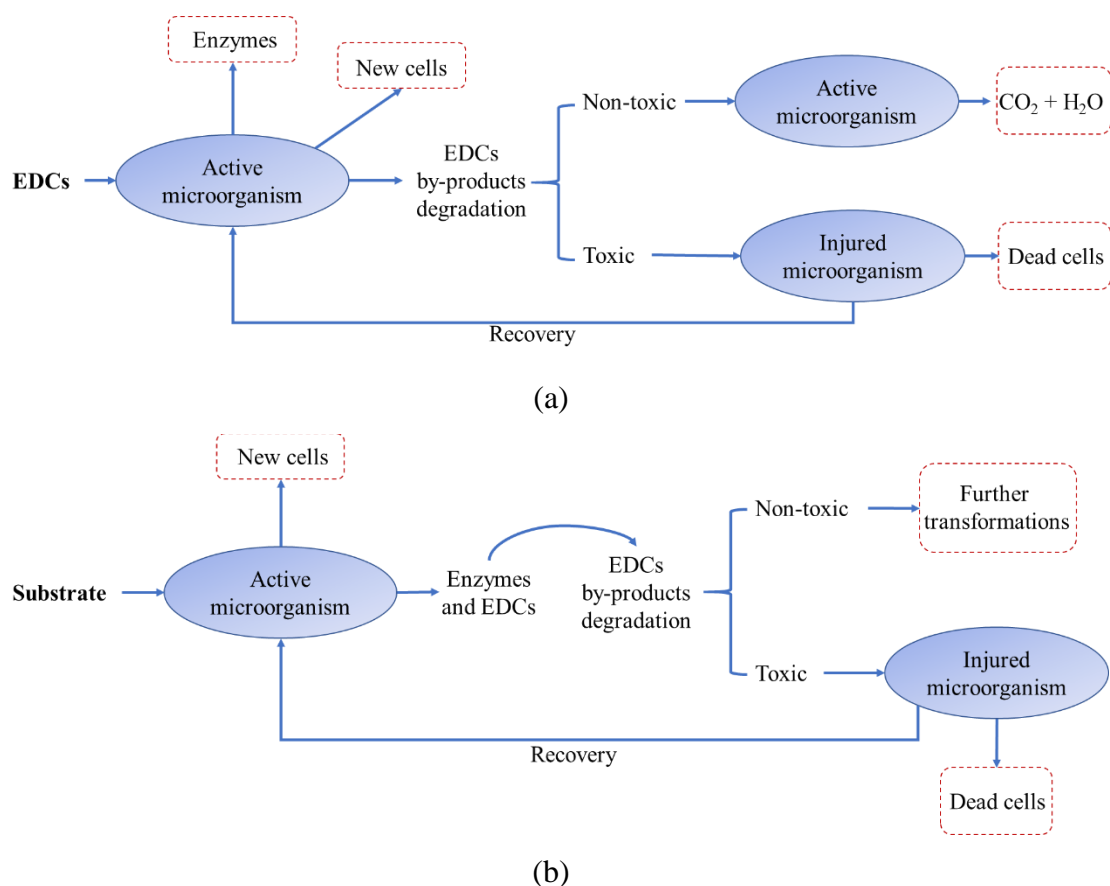 Enzymes
New cells
EDCs
Active
microorganism
EDCs
by-products
degradation
Non-toxic
Active
microorganism
CO₂ + H₂O
Toxic
Injured
microorganism
Dead cells
Recovery
(a)
New cells
Substrate
Active
microorganism
Enzymes
and EDCs
EDCs
by-products
degradation
Non-toxic
Further
transformations
Toxic
Injured
microorganism
Recovery
Dead cells
(b)